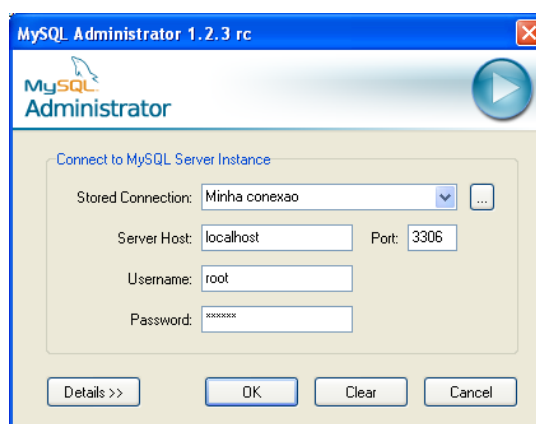 MySQL Administrator 1.2.3 rc
MySQL
Administrator
Connect to MySQL Server Instance
Stored Connection: Minha conexao ...
Server Host: localhost Port: 3306
Username: root
Password: ******
Details >> OK Clear Cancel